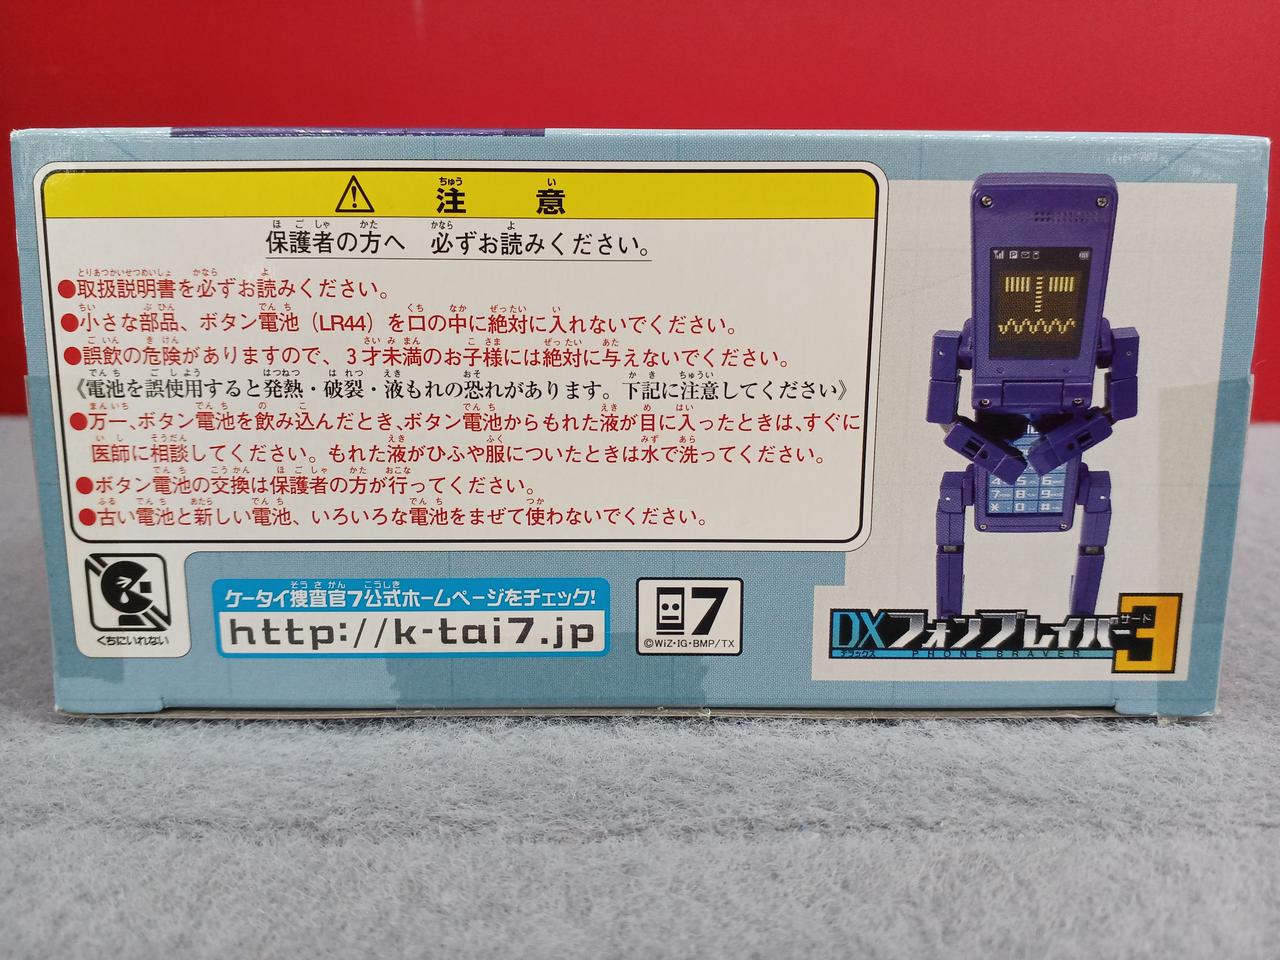 注意
保護者の方へ 必ずお読みください。
●取扱説明書を必ずお読みください。
●小さな部品、ボタン電池（LR44）を口の中に絶対に入れないでください。
●誤飲の危険がありますので、3才未満のお子様には絶対に与えないでください。
《電池を誤使用すると発熱・破裂・液もれの恐れがあります。下記に注意してください》
●万一、ボタン電池を飲み込んだとき、ボタン電池からもれた液が目に入ったときは、すぐに
医師に相談してください。もれた液がひふや服についたときは水で洗ってください。
●ボタン電池の交換は保護者の方が行ってください。
●古い電池と新しい電池、いろいろな電池をまぜて使わないでください。
くちにいれない
ケータイ捜査官7公式ホームページをチェック!
http://k-tai7.jp
7
©WiZ・IG・BMP/TX
DXフォンブレイバー3
デラックス PHONE BRAVER サード